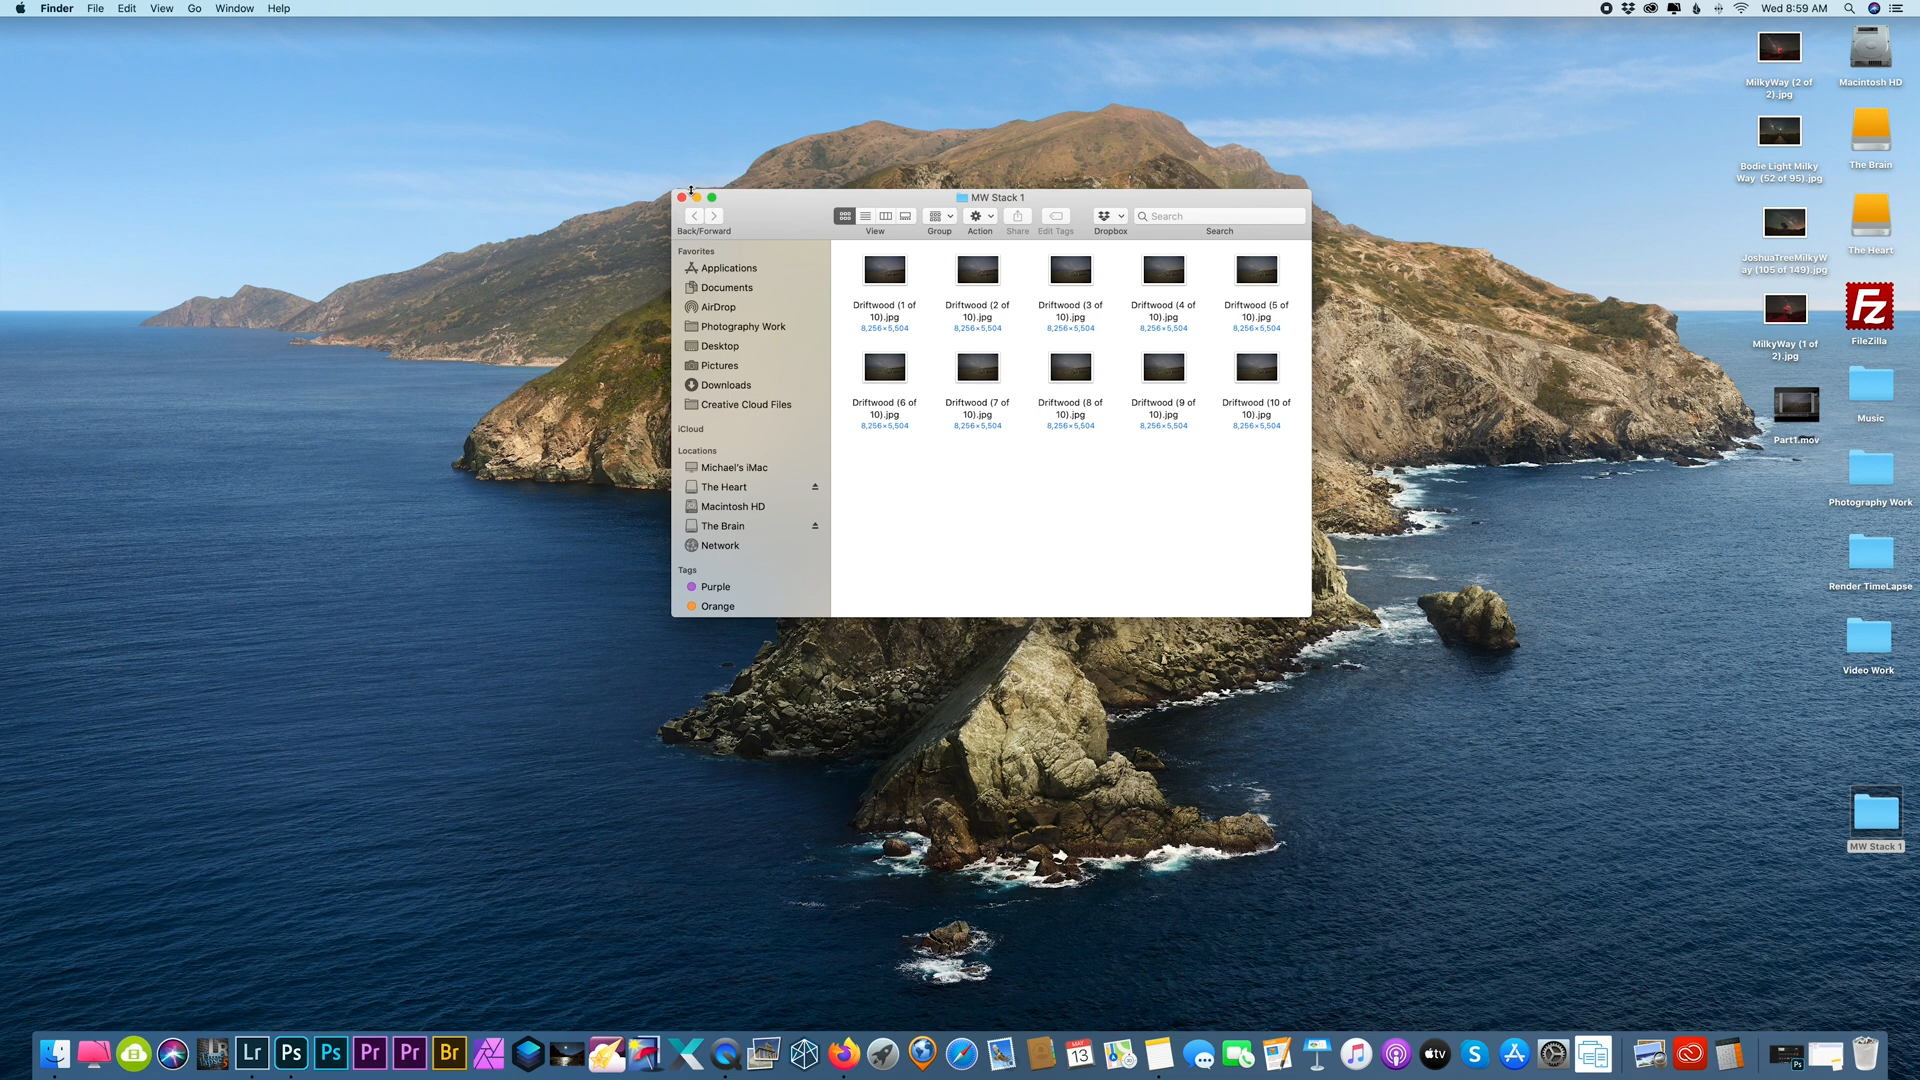 Finder File Edit View Go Window Help
Wed 8:59 AM
MW Stack 1
Back/Forward
View
Group
Action
Share
Edit Tags
Dropbox
Search
Search
Favorites
Applications
Documents
AirDrop
Photography Work
Desktop
Pictures
Downloads
Creative Cloud Files
iCloud
Locations
Michael's iMac
The Heart
Macintosh HD
The Brain
Network
Tags
Purple
Orange
Driftwood (1 of
10).jpg
8,256×5,504
Driftwood (2 of
10).jpg
8,256×5,504
Driftwood (3 of
10).jpg
8,256×5,504
Driftwood (4 of
10).jpg
8,256×5,504
Driftwood (5 of
10).jpg
8,256×5,504
Driftwood (6 of
10).jpg
8,256×5,504
Driftwood (7 of
10).jpg
8,256×5,504
Driftwood (8 of
10).jpg
8,256×5,504
Driftwood (9 of
10).jpg
8,256×5,504
Driftwood (10 of
10).jpg
8,256×5,504
MilkyWay (2 of
2).jpg
Macintosh HD
Bodie Light Milky
Way (52 of 95).jpg
The Brain
JoshuaTreeMilkyW
ay (105 of 149).jpg
The Heart
MilkyWay (1 of
2).jpg
Fz
FileZilla
Part1.mov
Music
Photography Work
Render TimeLapse
Video Work
MW Stack 1
Lr
Ps
Ps
Pr
Pr
Br
MAY
13
tv
S
Ps